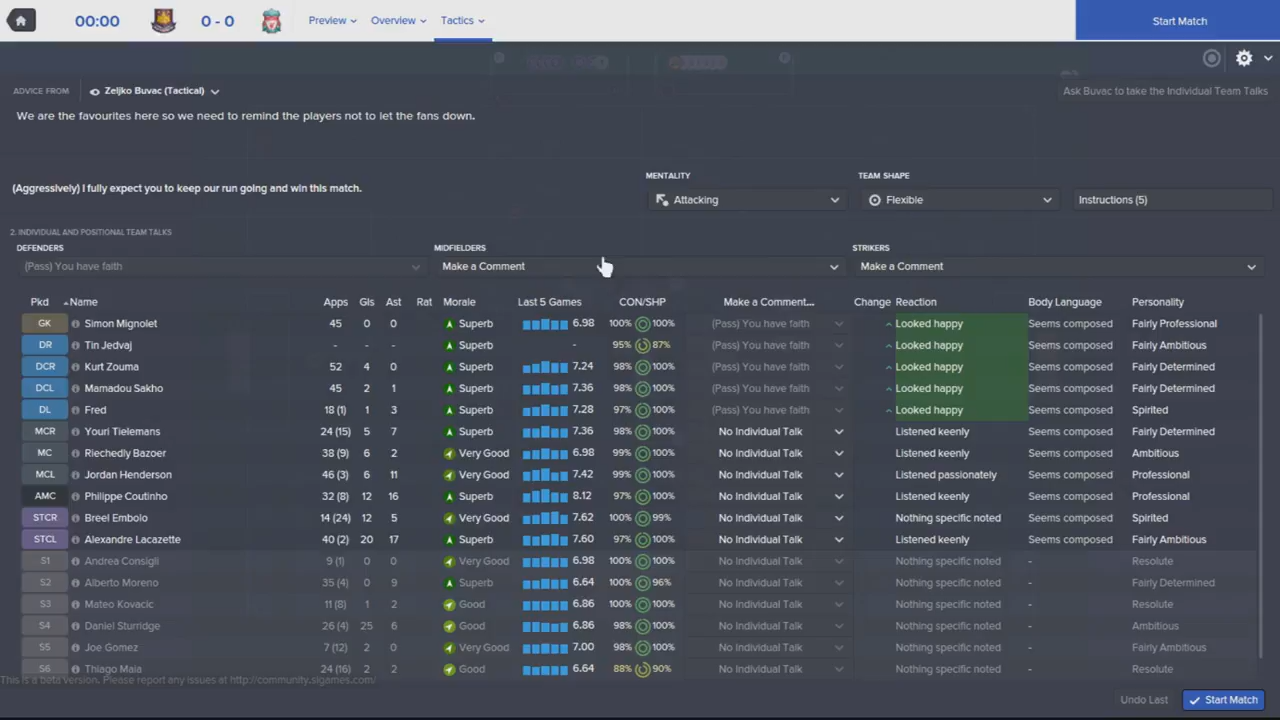 00:00 0 - 0 Preview Overview Tactics Start Match
ADVICE FROM Zeljko Buvac (Tactical) Ask Buvac to take the Individual Team Talks
We are the favourites here so we need to remind the players not to let the fans down.
MENTALITY TEAM SHAPE
(Aggressively) I fully expect you to keep our run going and win this match. Attacking Flexible Instructions (5)
2. INDIVIDUAL AND POSITIONAL TEAM TALKS
DEFENDERS MIDFIELDERS STRIKERS
(Pass) You have faith Make a Comment Make a Comment
Pkd Name Apps Gls Ast Rat Morale Last 5 Games CON/SHP Make a Comment... Change Reaction Body Language Personality
GK Simon Mignolet 45 0 0 Superb 6.98 100% 100% (Pass) You have faith Looked happy Seems composed Fairly Professional
DR Tin Jedvaj - - - Superb - 95% 87% (Pass) You have faith Looked happy Seems composed Fairly Ambitious
DCR Kurt Zouma 52 4 0 Superb 7.24 98% 100% (Pass) You have faith Looked happy Seems composed Fairly Determined
DCL Mamadou Sakho 45 2 1 Superb 7.36 98% 100% (Pass) You have faith Looked happy Seems composed Fairly Determined
DL Fred 18 (1) 1 3 Superb 7.28 97% 100% (Pass) You have faith Looked happy Seems composed Spirited
MCR Youri Tielemans 24 (15) 5 7 Superb 7.36 98% 100% No Individual Talk Listened keenly Seems composed Fairly Determined
MC Riechedly Bazoer 38 (9) 6 2 Very Good 6.98 99% 100% No Individual Talk Listened keenly Seems composed Ambitious
MCL Jordan Henderson 46 (3) 6 11 Very Good 7.42 99% 100% No Individual Talk Listened passionately Seems composed Professional
AMC Philippe Coutinho 32 (8) 12 16 Superb 8.12 97% 100% No Individual Talk Listened keenly Seems composed Professional
STCR Breel Embolo 14 (24) 12 5 Very Good 7.62 100% 99% No Individual Talk Nothing specific noted Seems composed Spirited
STCL Alexandre Lacazette 40 (2) 20 17 Superb 7.60 97% 100% No Individual Talk Listened keenly Seems composed Fairly Ambitious
S1 Andrea Consigli 9 (1) 0 0 Very Good 6.98 100% 100% No Individual Talk Nothing specific noted - Resolute
S2 Alberto Moreno 35 (4) 0 9 Superb 6.64 100% 96% No Individual Talk Nothing specific noted - Fairly Determined
S3 Mateo Kovacic 11 (8) 1 2 Good 6.86 100% 100% No Individual Talk Nothing specific noted - Resolute
S4 Daniel Sturridge 26 (4) 25 6 Good 6.86 100% 100% No Individual Talk Nothing specific noted - Ambitious
S5 Joe Gomez 7 (12) 2 0 Very Good 7.00 98% 100% No Individual Talk Nothing specific noted - Fairly Ambitious
S6 Thiago Maia 24 (16) 2 2 Good 6.64 88% 90% No Individual Talk Nothing specific noted - Resolute
This is a beta version. Please report any issues at http://community.sigames.com/
Undo Last Start Match